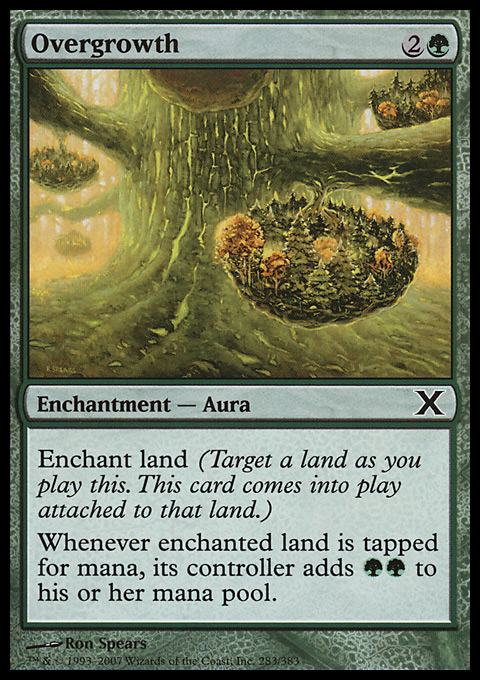 Overgrowth 2
Enchantment — Aura X
Enchant land (Target a land as you
play this. This card comes into play
attached to that land.)
Whenever enchanted land is tapped
for mana, its controller adds to
his or her mana pool.
Ron Spears
™ & © 1993–2007 Wizards of the Coast, Inc. 283/383